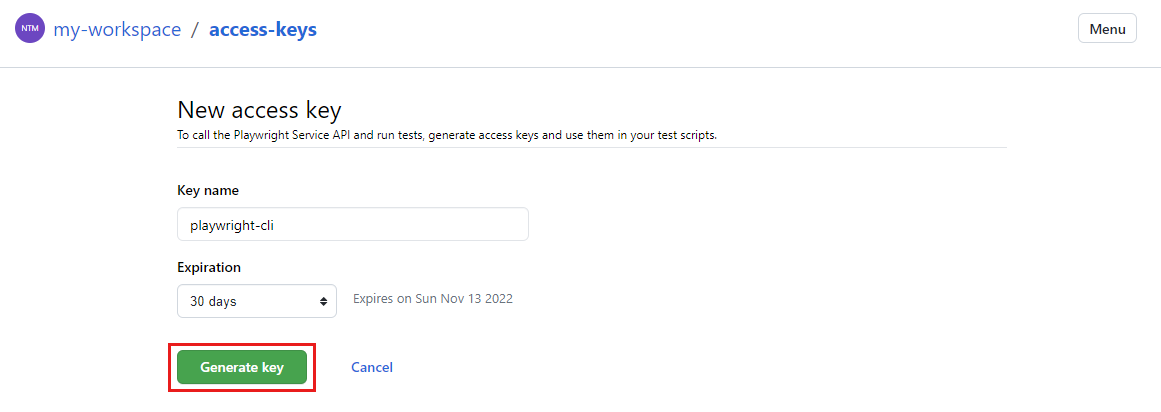 NTM my-workspace / access-keys Menu
New access key
To call the Playwright Service API and run tests, generate access keys and use them in your test scripts.
Key name
playwright-cli
Expiration
30 days Expires on Sun Nov 13 2022
Generate key Cancel